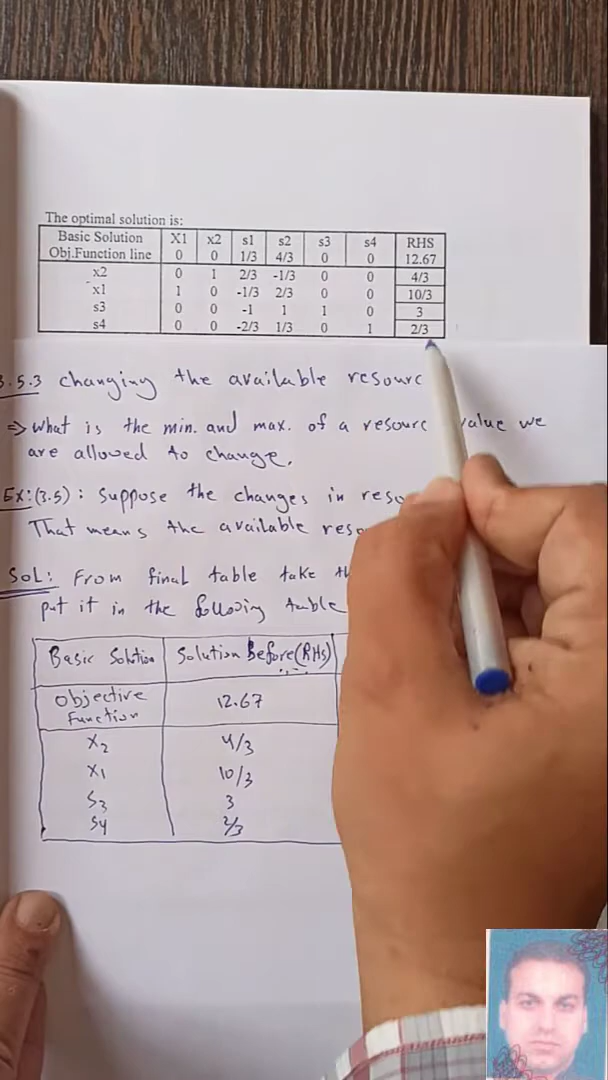 The optimal solution is:
Basic Solution X1 x2 s1 s2 s3 s4 RHS
Obj.Function line 0 0 1/3 4/3 0 0 12.67
x2 0 1 2/3 -1/3 0 0 4/3
x1 1 0 -1/3 2/3 0 0 10/3
s3 0 0 -1 1 1 0 3
s4 0 0 -2/3 1/3 0 1 2/3
3.5.3 changing the available resourc
⇒ what is the min. and max. of a resourc value we
are allowed to change.
Ex:(3.5): Suppose the changes in reso
That means the available reso
Sol: From final table take th
put it in the following table
Basic Solution Solution Before(RHS)
Objective Function 12.67
X2 4/3
X1 10/3
S3 3
S4 2/3